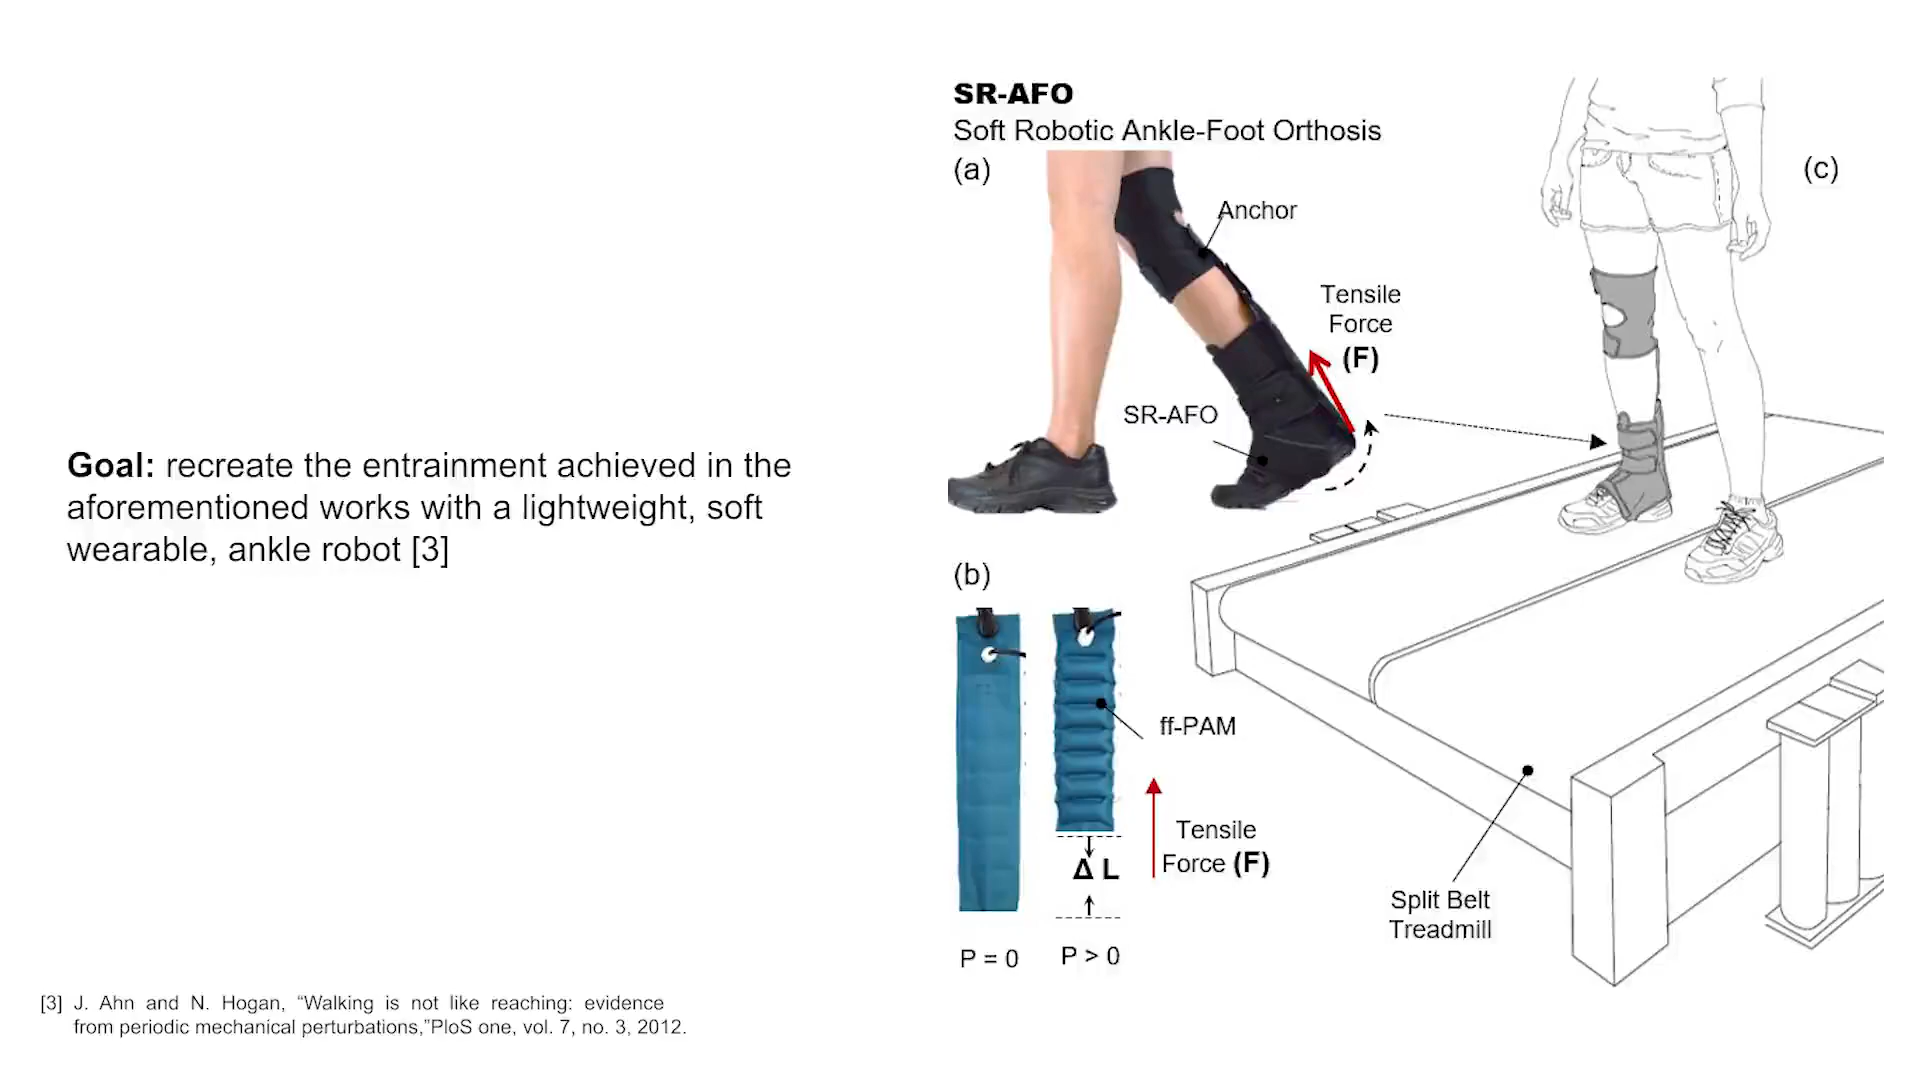 Goal: recreate the entrainment achieved in the
aforementioned works with a lightweight, soft
wearable, ankle robot [3]
[3] J. Ahn and N. Hogan, “Walking is not like reaching: evidence
from periodic mechanical perturbations,”PloS one, vol. 7, no. 3, 2012.
SR-AFO
Soft Robotic Ankle-Foot Orthosis
(a)
Anchor
Tensile
Force
(F)
SR-AFO
(b)
ff-PAM
Tensile
Force (F)
Δ L
P = 0
P > 0
(c)
Split Belt
Treadmill